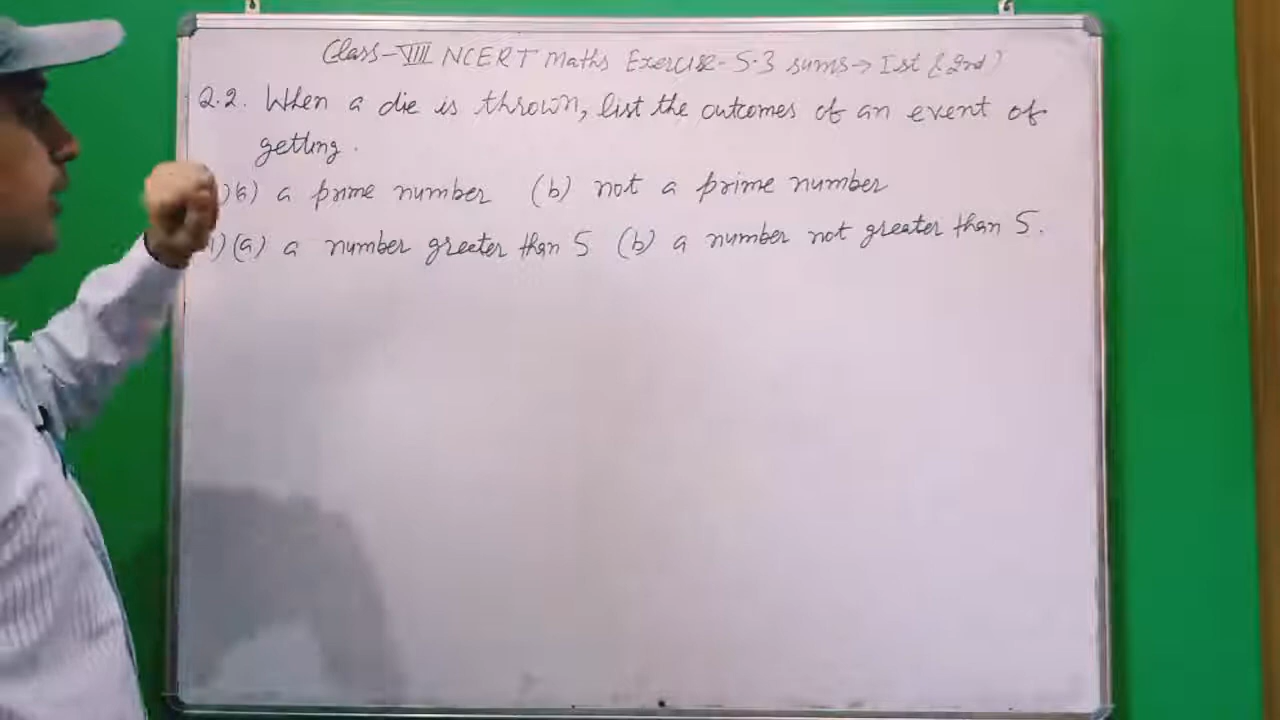 Class-VIII NCERT Maths Exercise-5.3 sums→ Ist & 2nd)
Q.2. When a die is thrown, list the outcomes of an event of
getting.
)(a) a prime number (b) not a prime number
)(a) a number greater than 5 (b) a number not greater than 5.